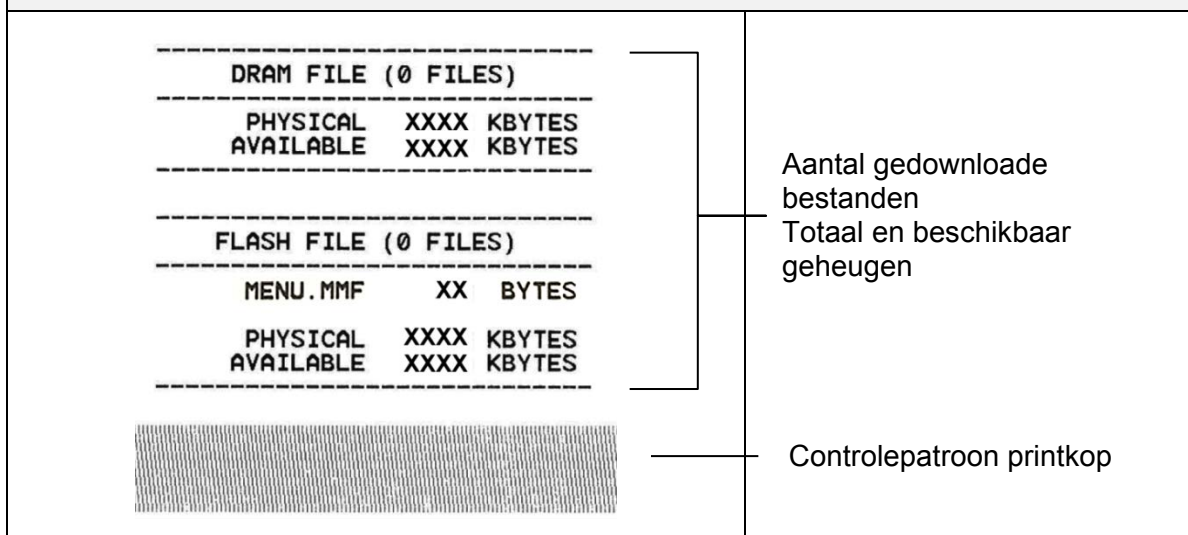 DRAM FILE (0 FILES)
PHYSICAL XXXX KBYTES
AVAILABLE XXXX KBYTES
FLASH FILE (0 FILES)
MENU.MMF XX BYTES
PHYSICAL XXXX KBYTES
AVAILABLE XXXX KBYTES
Aantal gedownloade
bestanden
Totaal en beschikbaar
geheugen
Controlepatroon printkop